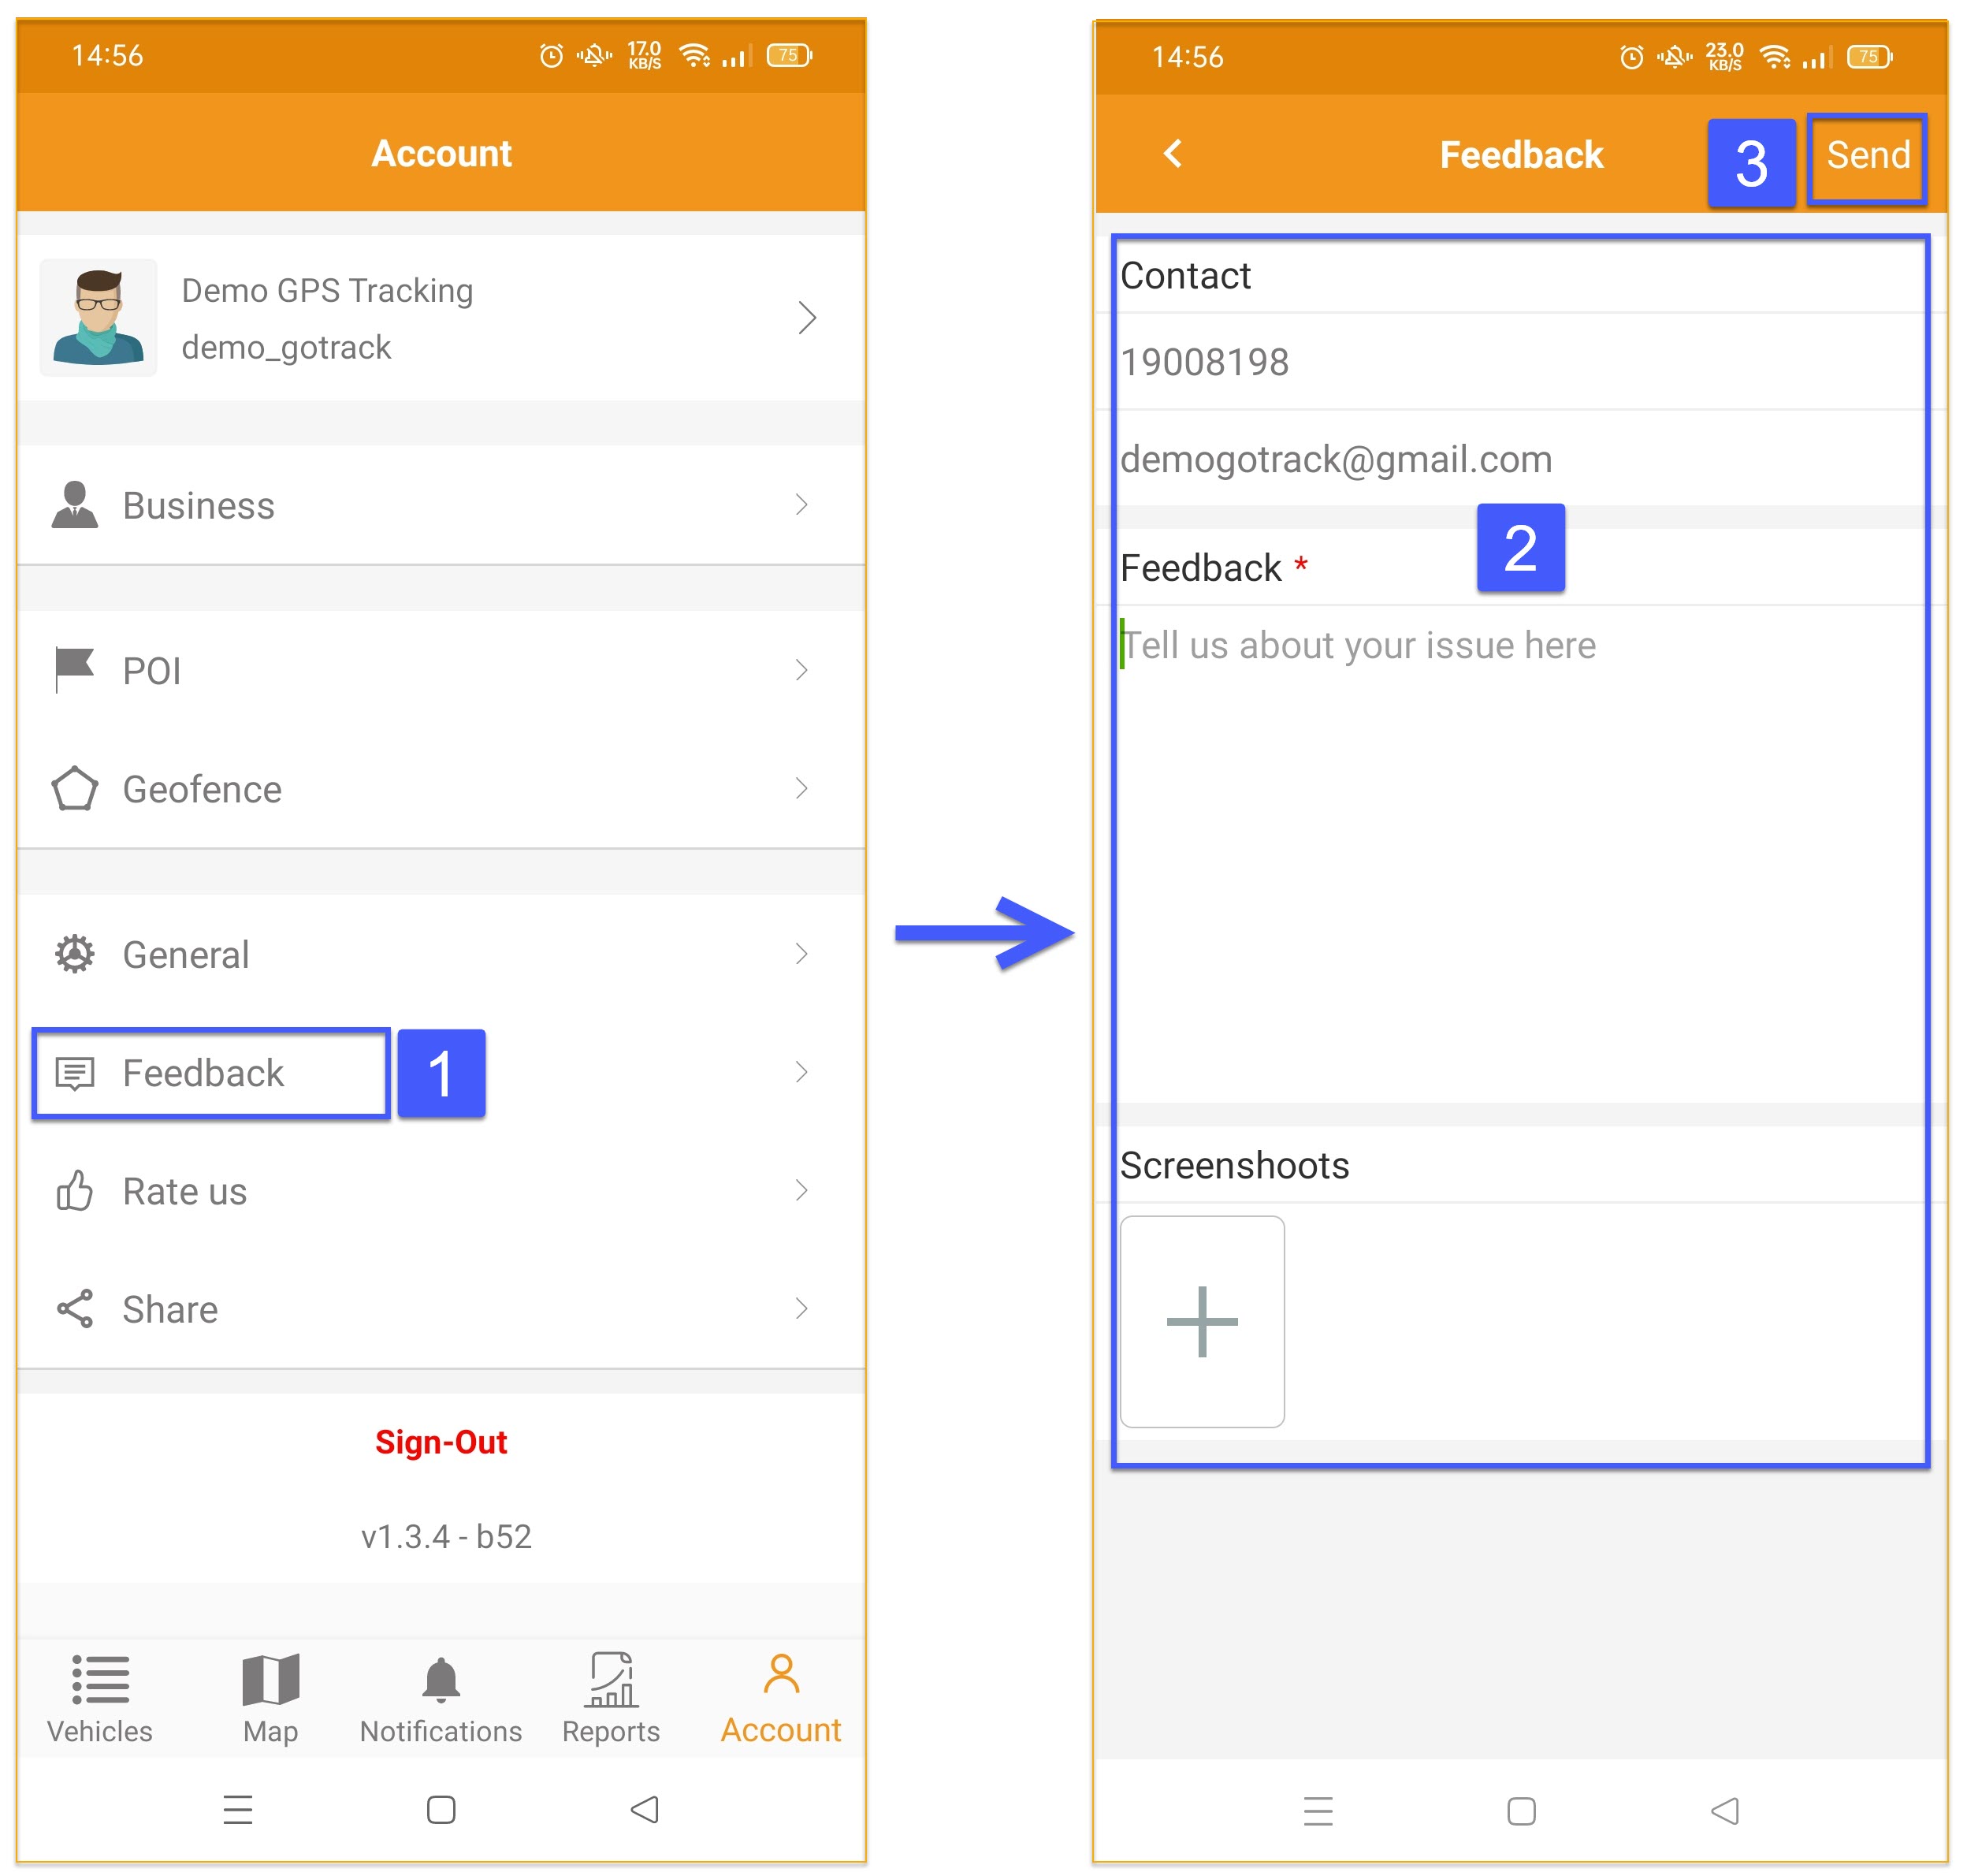 14:56
17.0
KB/S
75
Account
Demo GPS Tracking
demo_gotrack
Business
POI
Geofence
General
Feedback
1
Rate us
Share
Sign-Out
v1.3.4 - b52
Vehicles
Map
Notifications
Reports
Account
14:56
23.0
KB/S
75
Feedback
3
Send
Contact
19008198
demogotrack@gmail.com
2
Feedback *
Tell us about your issue here
Screenshoots